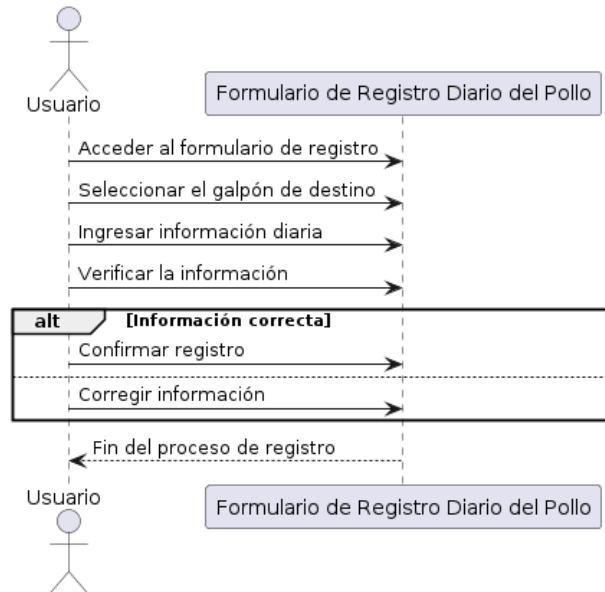 Usuario
Formulario de Registro Diario del Pollo
Acceder al formulario de registro
Seleccionar el galpón de destino
Ingresar información diaria
Verificar la información
alt [Información correcta]
Confirmar registro
Corregir información
Fin del proceso de registro
Usuario
Formulario de Registro Diario del Pollo